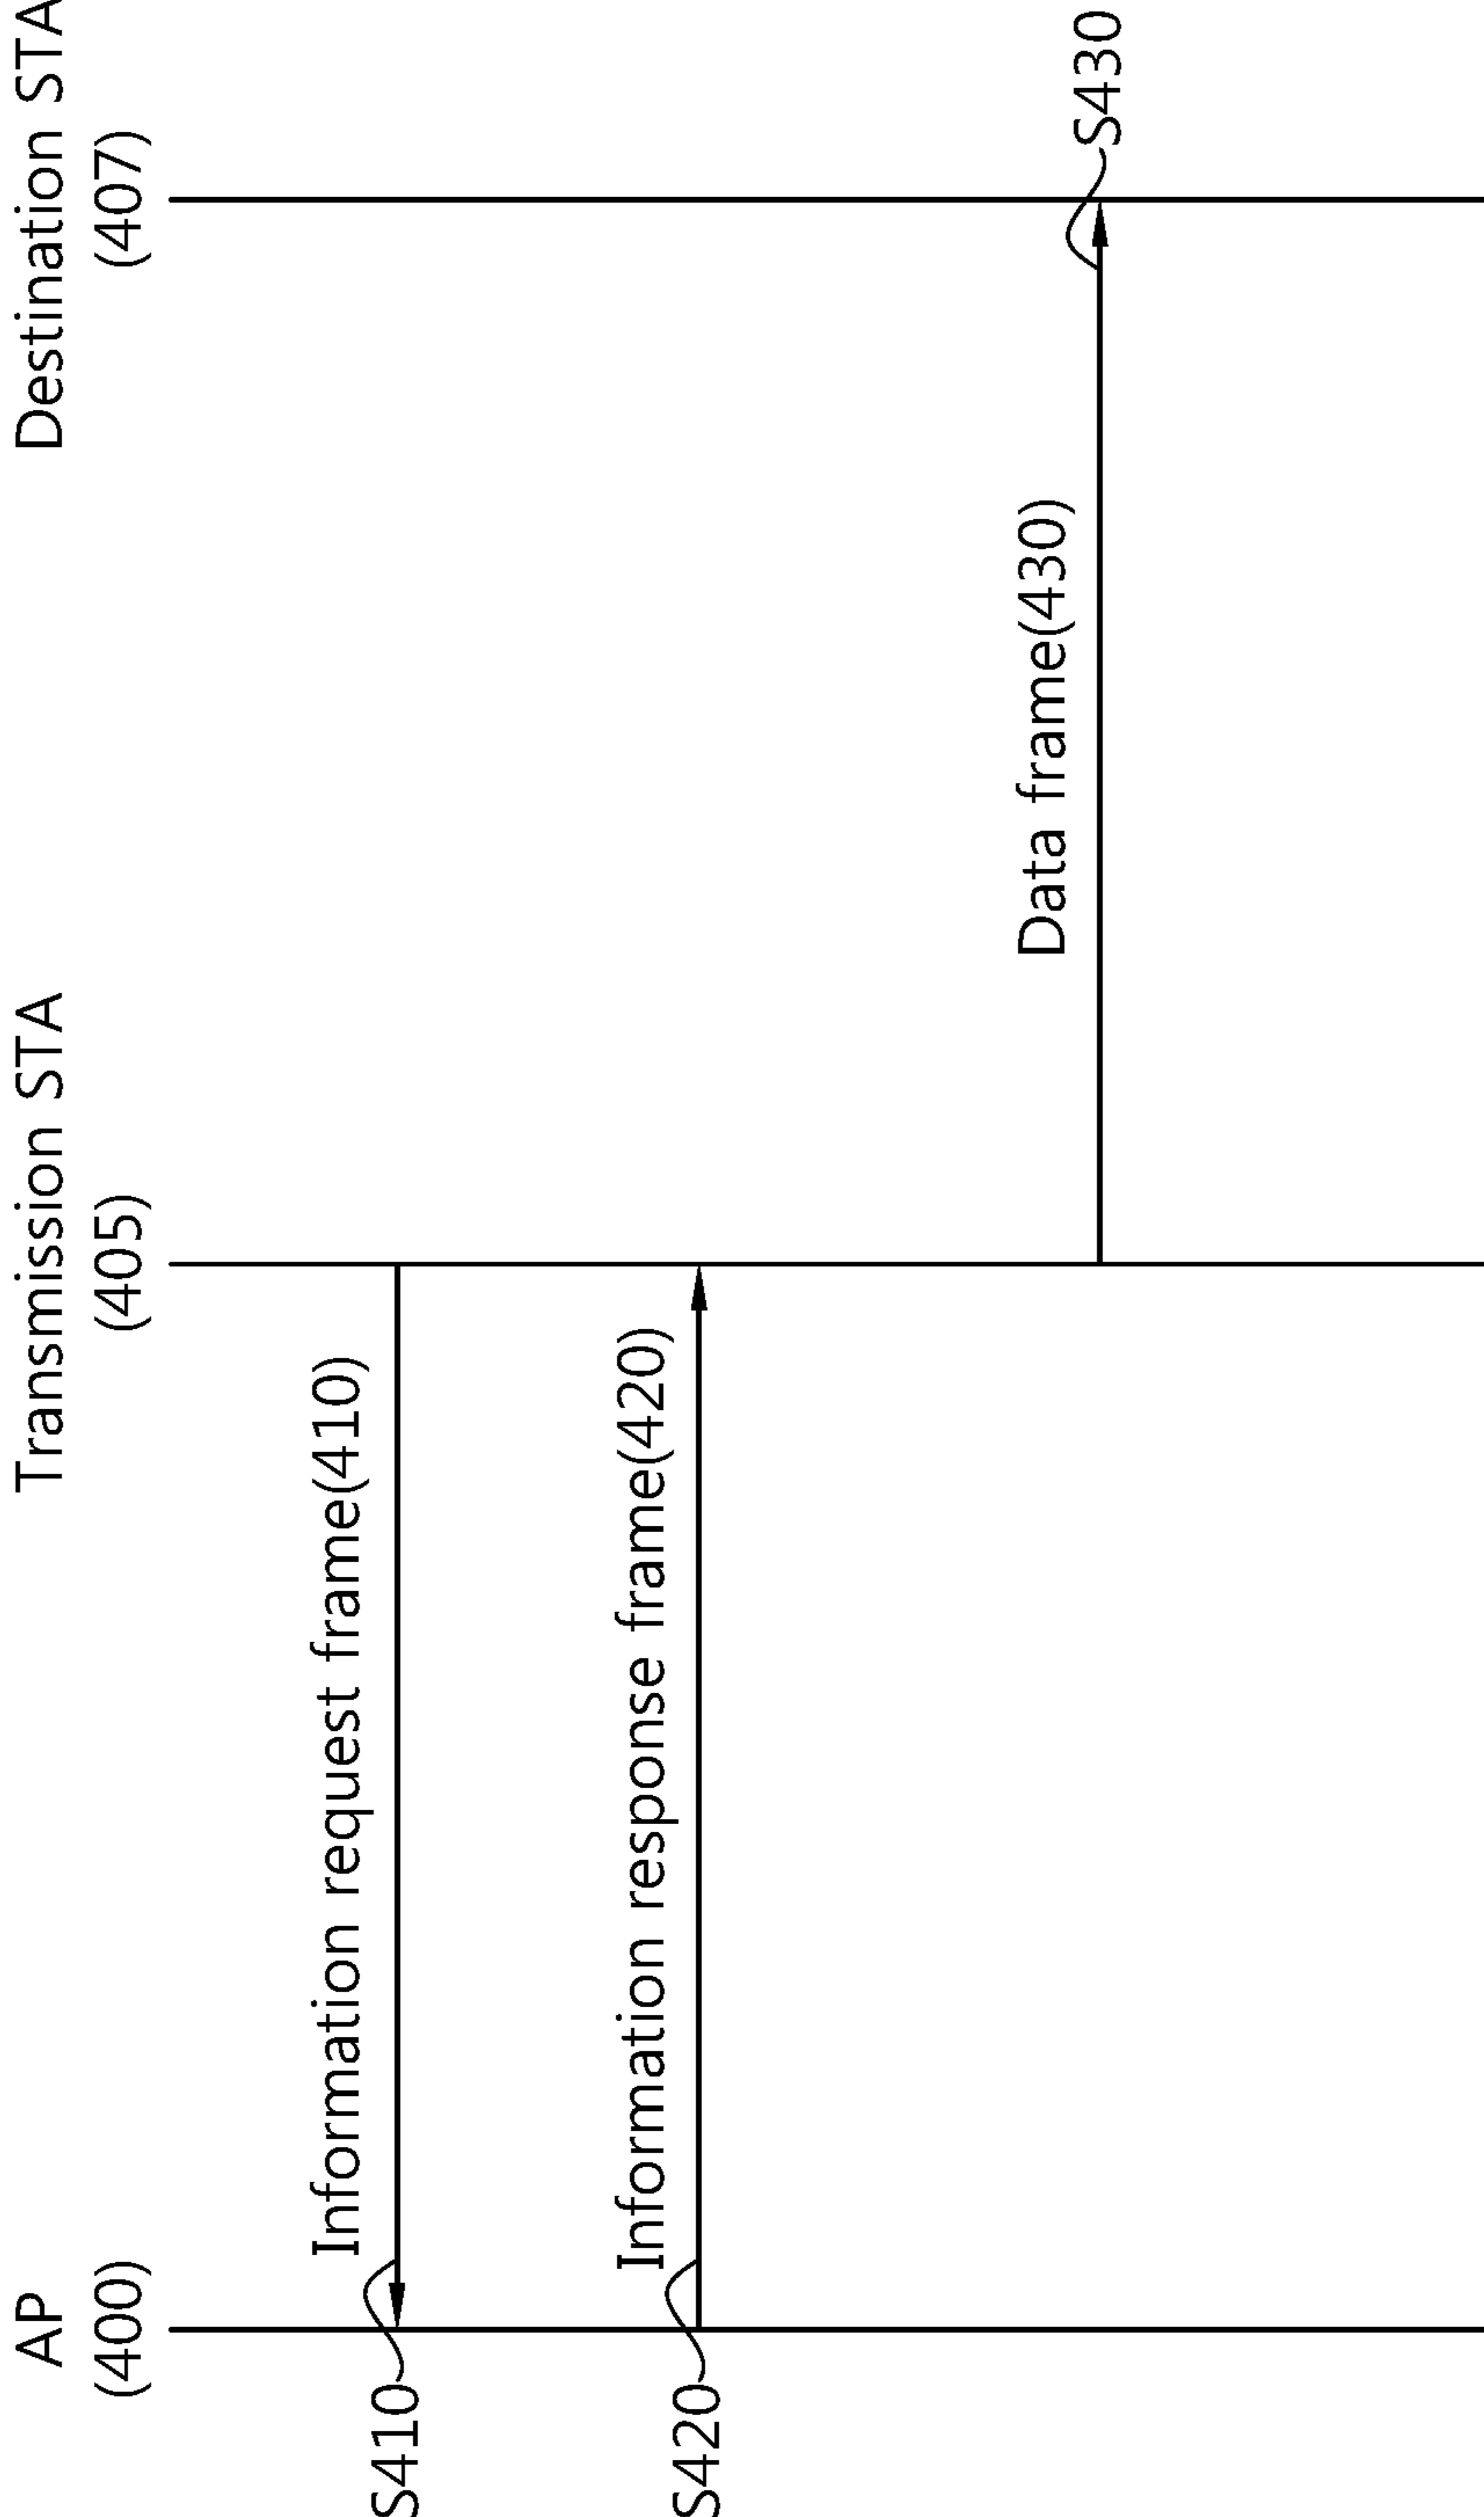 AP
(400)
Transmission STA
(405)
Destination STA
(407)
Information request frame(410)
S410
Information response frame(420)
S420
Data frame(430)
S430